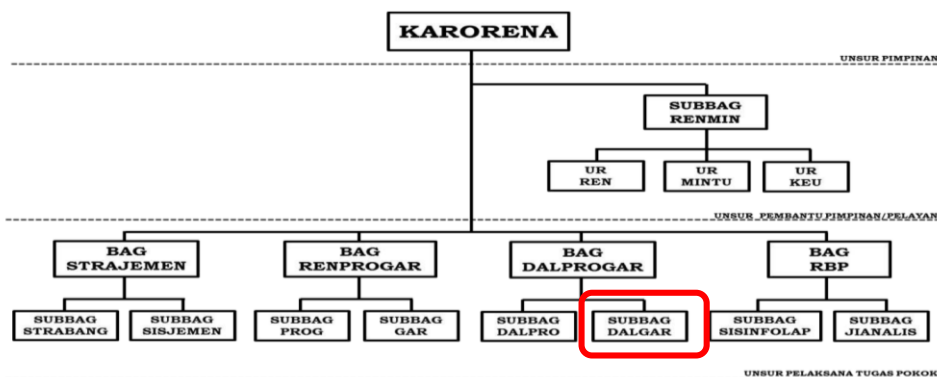 KARORENA
UNSUR PIMPINAN
SUBBAG
RENMIN
UR
REN
UR
MINTU
UR
KEU
UNSUR PEMBANTU PIMPINAN/PELAYAN
BAG
STRAJEMEN
BAG
RENPROGAR
BAG
DALPROGAR
BAG
RBP
SUBBAG
STRABANG
SUBBAG
SISJEMEN
SUBBAG
PROG
SUBBAG
GAR
SUBBAG
DALPRO
SUBBAG
DALGAR
SUBBAG
SISINFOLAP
SUBBAG
JIANALIS
UNSUR PELAKSANA TUGAS POKOK